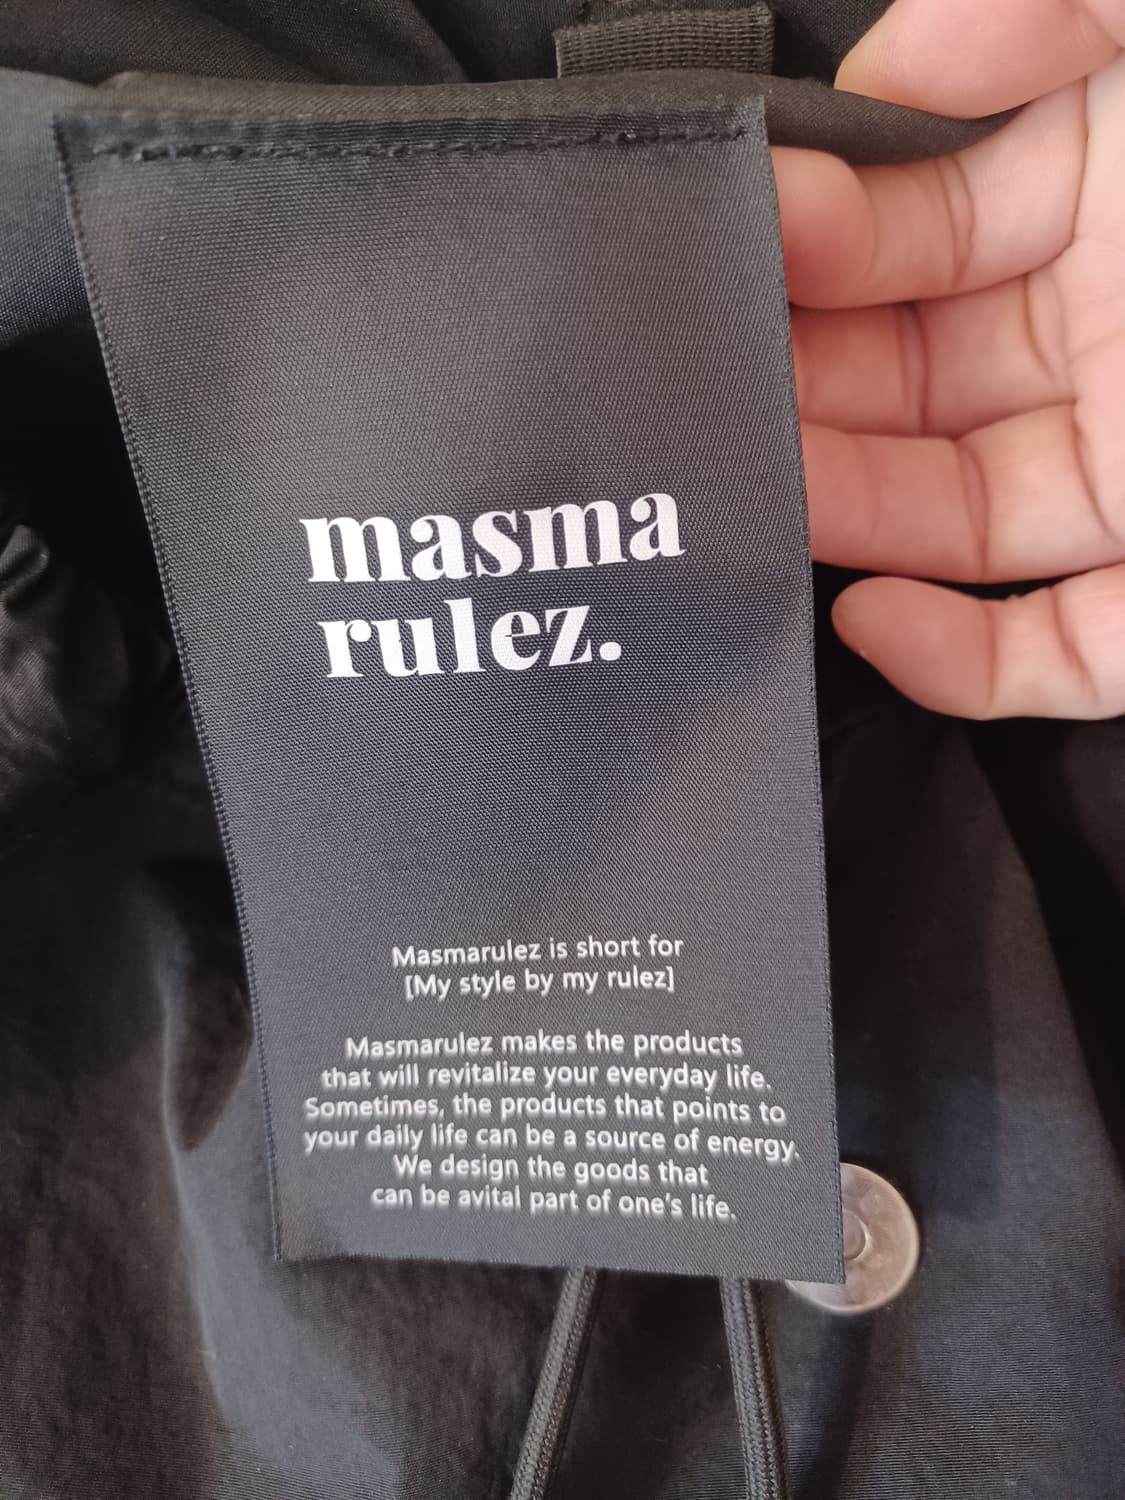 masma
rulez.
Masmarulez is short for
[My style by my rulez]
Masmarulez makes the products
that will revitalize your everyday life.
Sometimes, the products that points to
your daily life can be a source of energy.
We design the goods that
can be avital part of one's life.